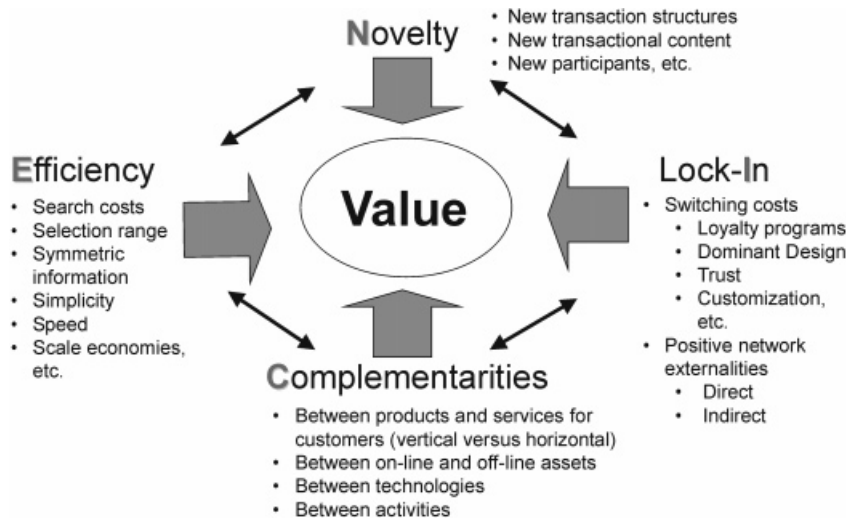 Novelty
• New transaction structures
• New transactional content
• New participants, etc.
Efficiency
• Search costs
• Selection range
• Symmetric
information
• Simplicity
• Speed
• Scale economies,
etc.
Value
Lock-In
• Switching costs
• Loyalty programs
• Dominant Design
• Trust
• Customization,
etc.
• Positive network
externalities
• Direct
• Indirect
Complementarities
• Between products and services for
customers (vertical versus horizontal)
• Between on-line and off-line assets
• Between technologies
• Between activities